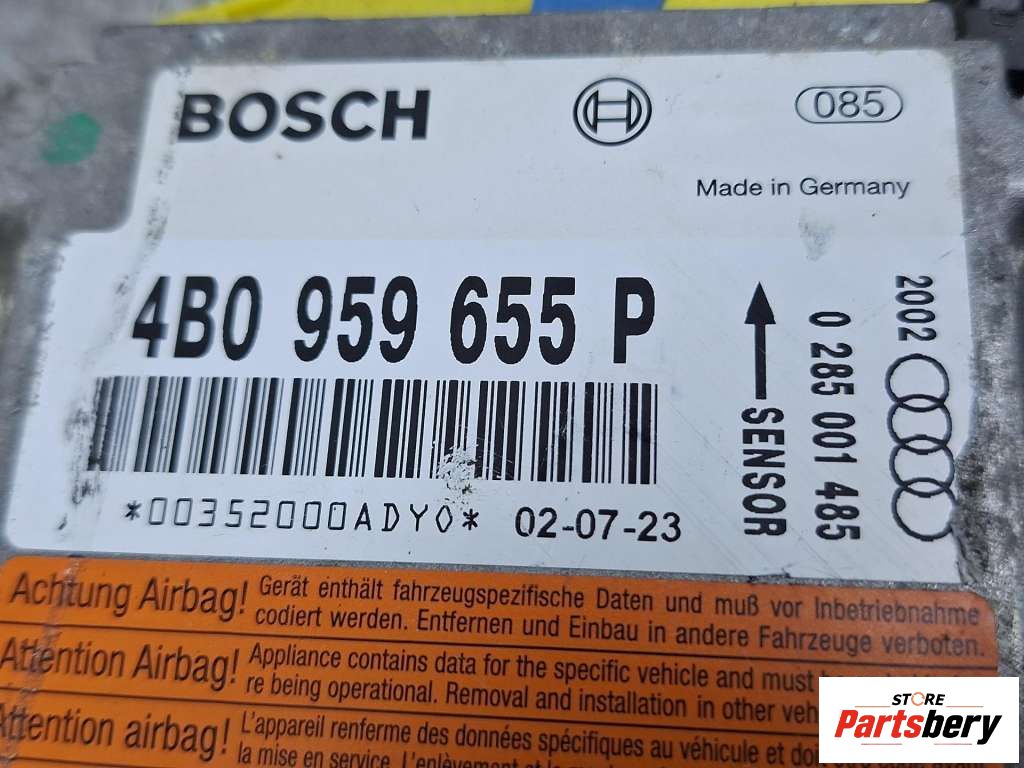 BOSCH
085
Made in Germany
4B0 959 655 P
SENSOR
0 285 001 485
2002
*00352000ADY0* 02-07-23
Achtung Airbag! Gerät enthält fahrzeugspezifische Daten und muß vor Inbetriebnahme
codiert werden. Entfernen und Einbau in andere Fahrzeuge verboten.
Attention Airbag! Appliance contains data for the specific vehicle and must
re being operational. Removal and installation in other
Attention airbag! L'appareil renferme des données spécifiques au véhicule et
la mise en service.
STORE
Partsbery